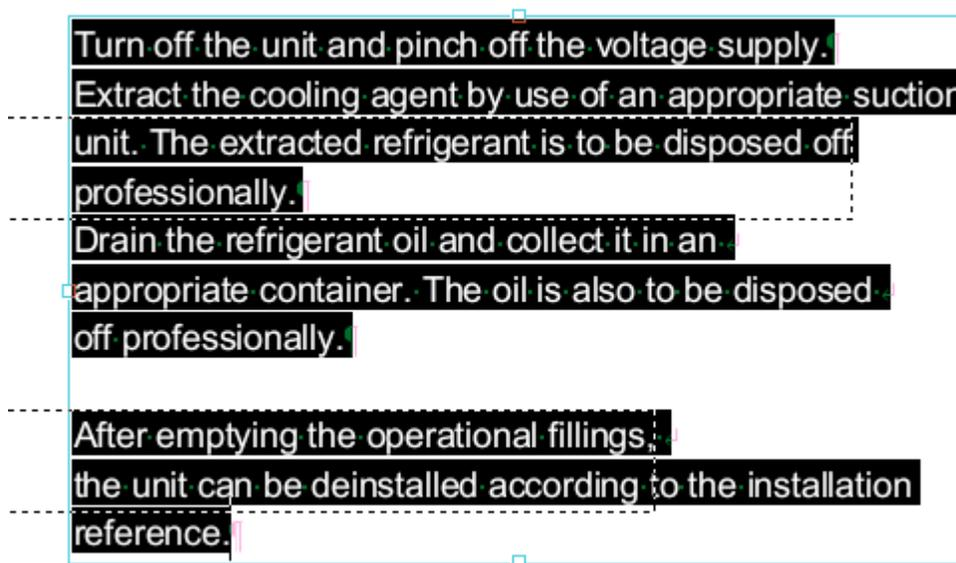 Turn off the unit and pinch off the voltage supply.
Extract the cooling agent by use of an appropriate suction
unit. The extracted refrigerant is to be disposed off
professionally.
Drain the refrigerant oil and collect it in an
appropriate container. The oil is also to be disposed
off professionally.
After emptying the operational fillings,
the unit can be deinstalled according to the installation
reference.